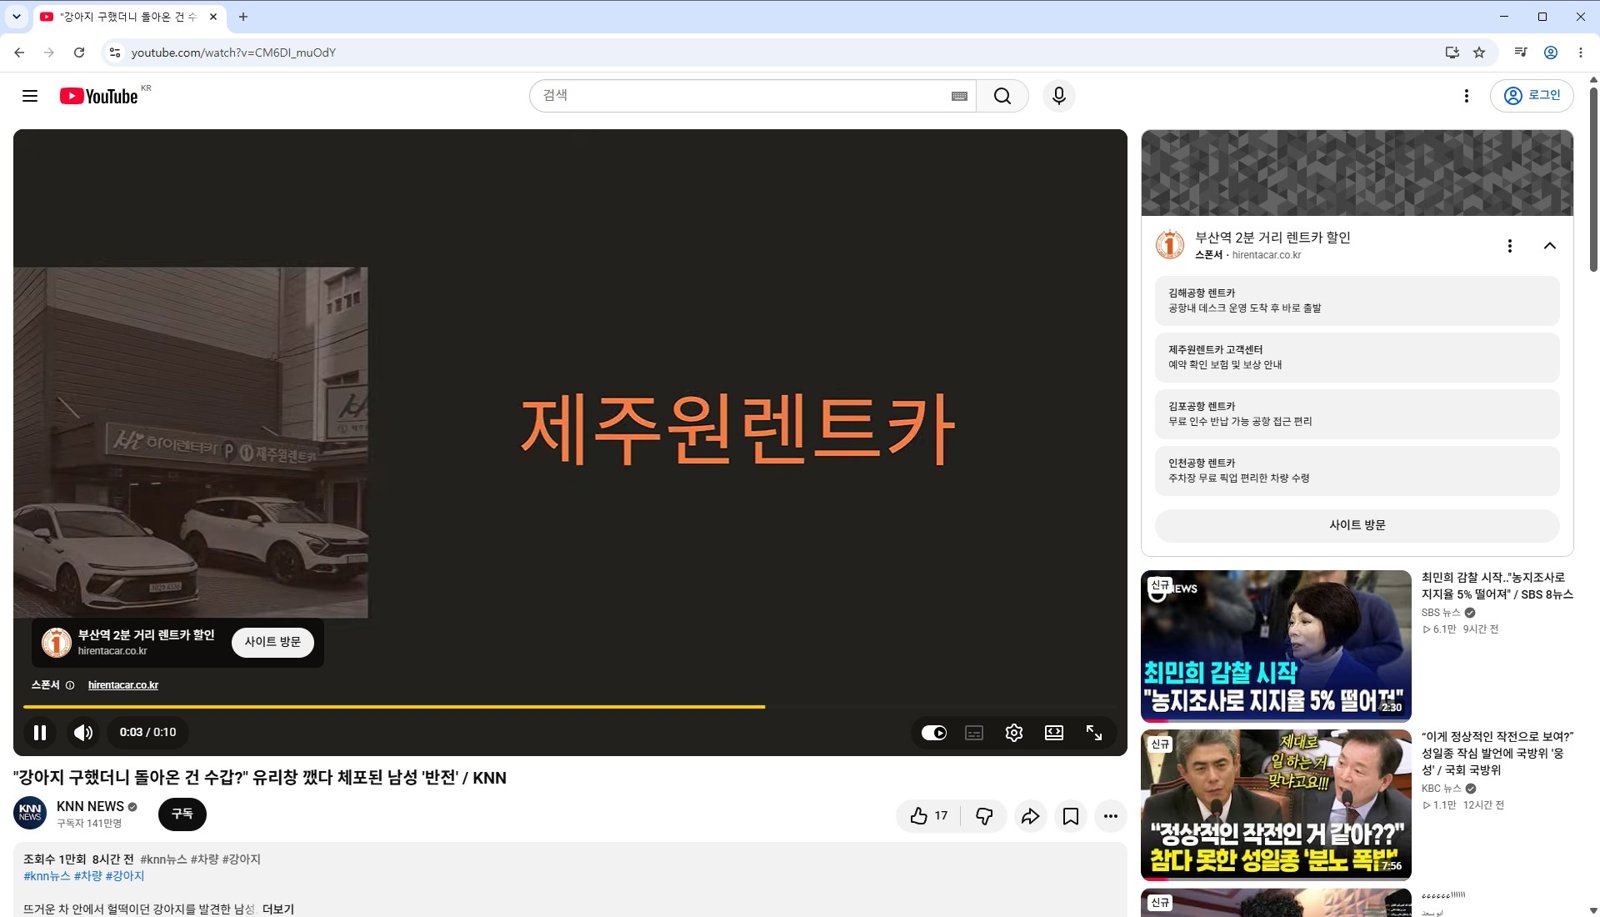 "강아지 구했더니 돌아온 건 수
youtube.com/watch?v=CM6DI_muOdY
YouTube KR
검색
로그인
Hi 하이렌터카 P 1 제주원렌트카
제주원렌트카
부산역 2분 거리 렌트카 할인
hirentacar.co.kr
사이트 방문
스폰서 hirentacar.co.kr
0:03 / 0:10
"강아지 구했더니 돌아온 건 수갑?" 유리창 깼다 체포된 남성 '반전' / KNN
KNN NEWS
KNN NEWS
구독자 141만명
구독
17
조회수 1만회 8시간 전 #knn뉴스 #차량 #강아지
#knn뉴스 #차량 #강아지
뜨거운 차 안에서 헐떡이던 강아지를 발견한 남성 더보기
부산역 2분 거리 렌트카 할인
스폰서 · hirentacar.co.kr
김해공항 렌트카
공항내 데스크 운영 도착 후 바로 출발
제주원렌트카 고객센터
예약 확인 보험 및 보상 안내
김포공항 렌트카
무료 인수 반납 가능 공항 접근 편리
인천공항 렌트카
주차장 무료 픽업 편리한 차량 수령
사이트 방문
신규
NEWS
최민희 감찰 시작
"농지조사로 지지율 5% 떨어져"
2:30
최민희 감찰 시작.."농지조사로
지지율 5% 떨어져" / SBS 8뉴스
SBS 뉴스
6.1만 9시간 전
신규
제대로
일 하는 거
맞냐고요!!!
"정상적인 작전인 거 같아??"
참다 못한 성일종 '분노 폭발'
7:56
"이게 정상적인 작전으로 보여?"
성일종 작심 발언에 국방위 '웅
성' / 국회 국방위
KBC 뉴스
1.1만 12시간 전
신규